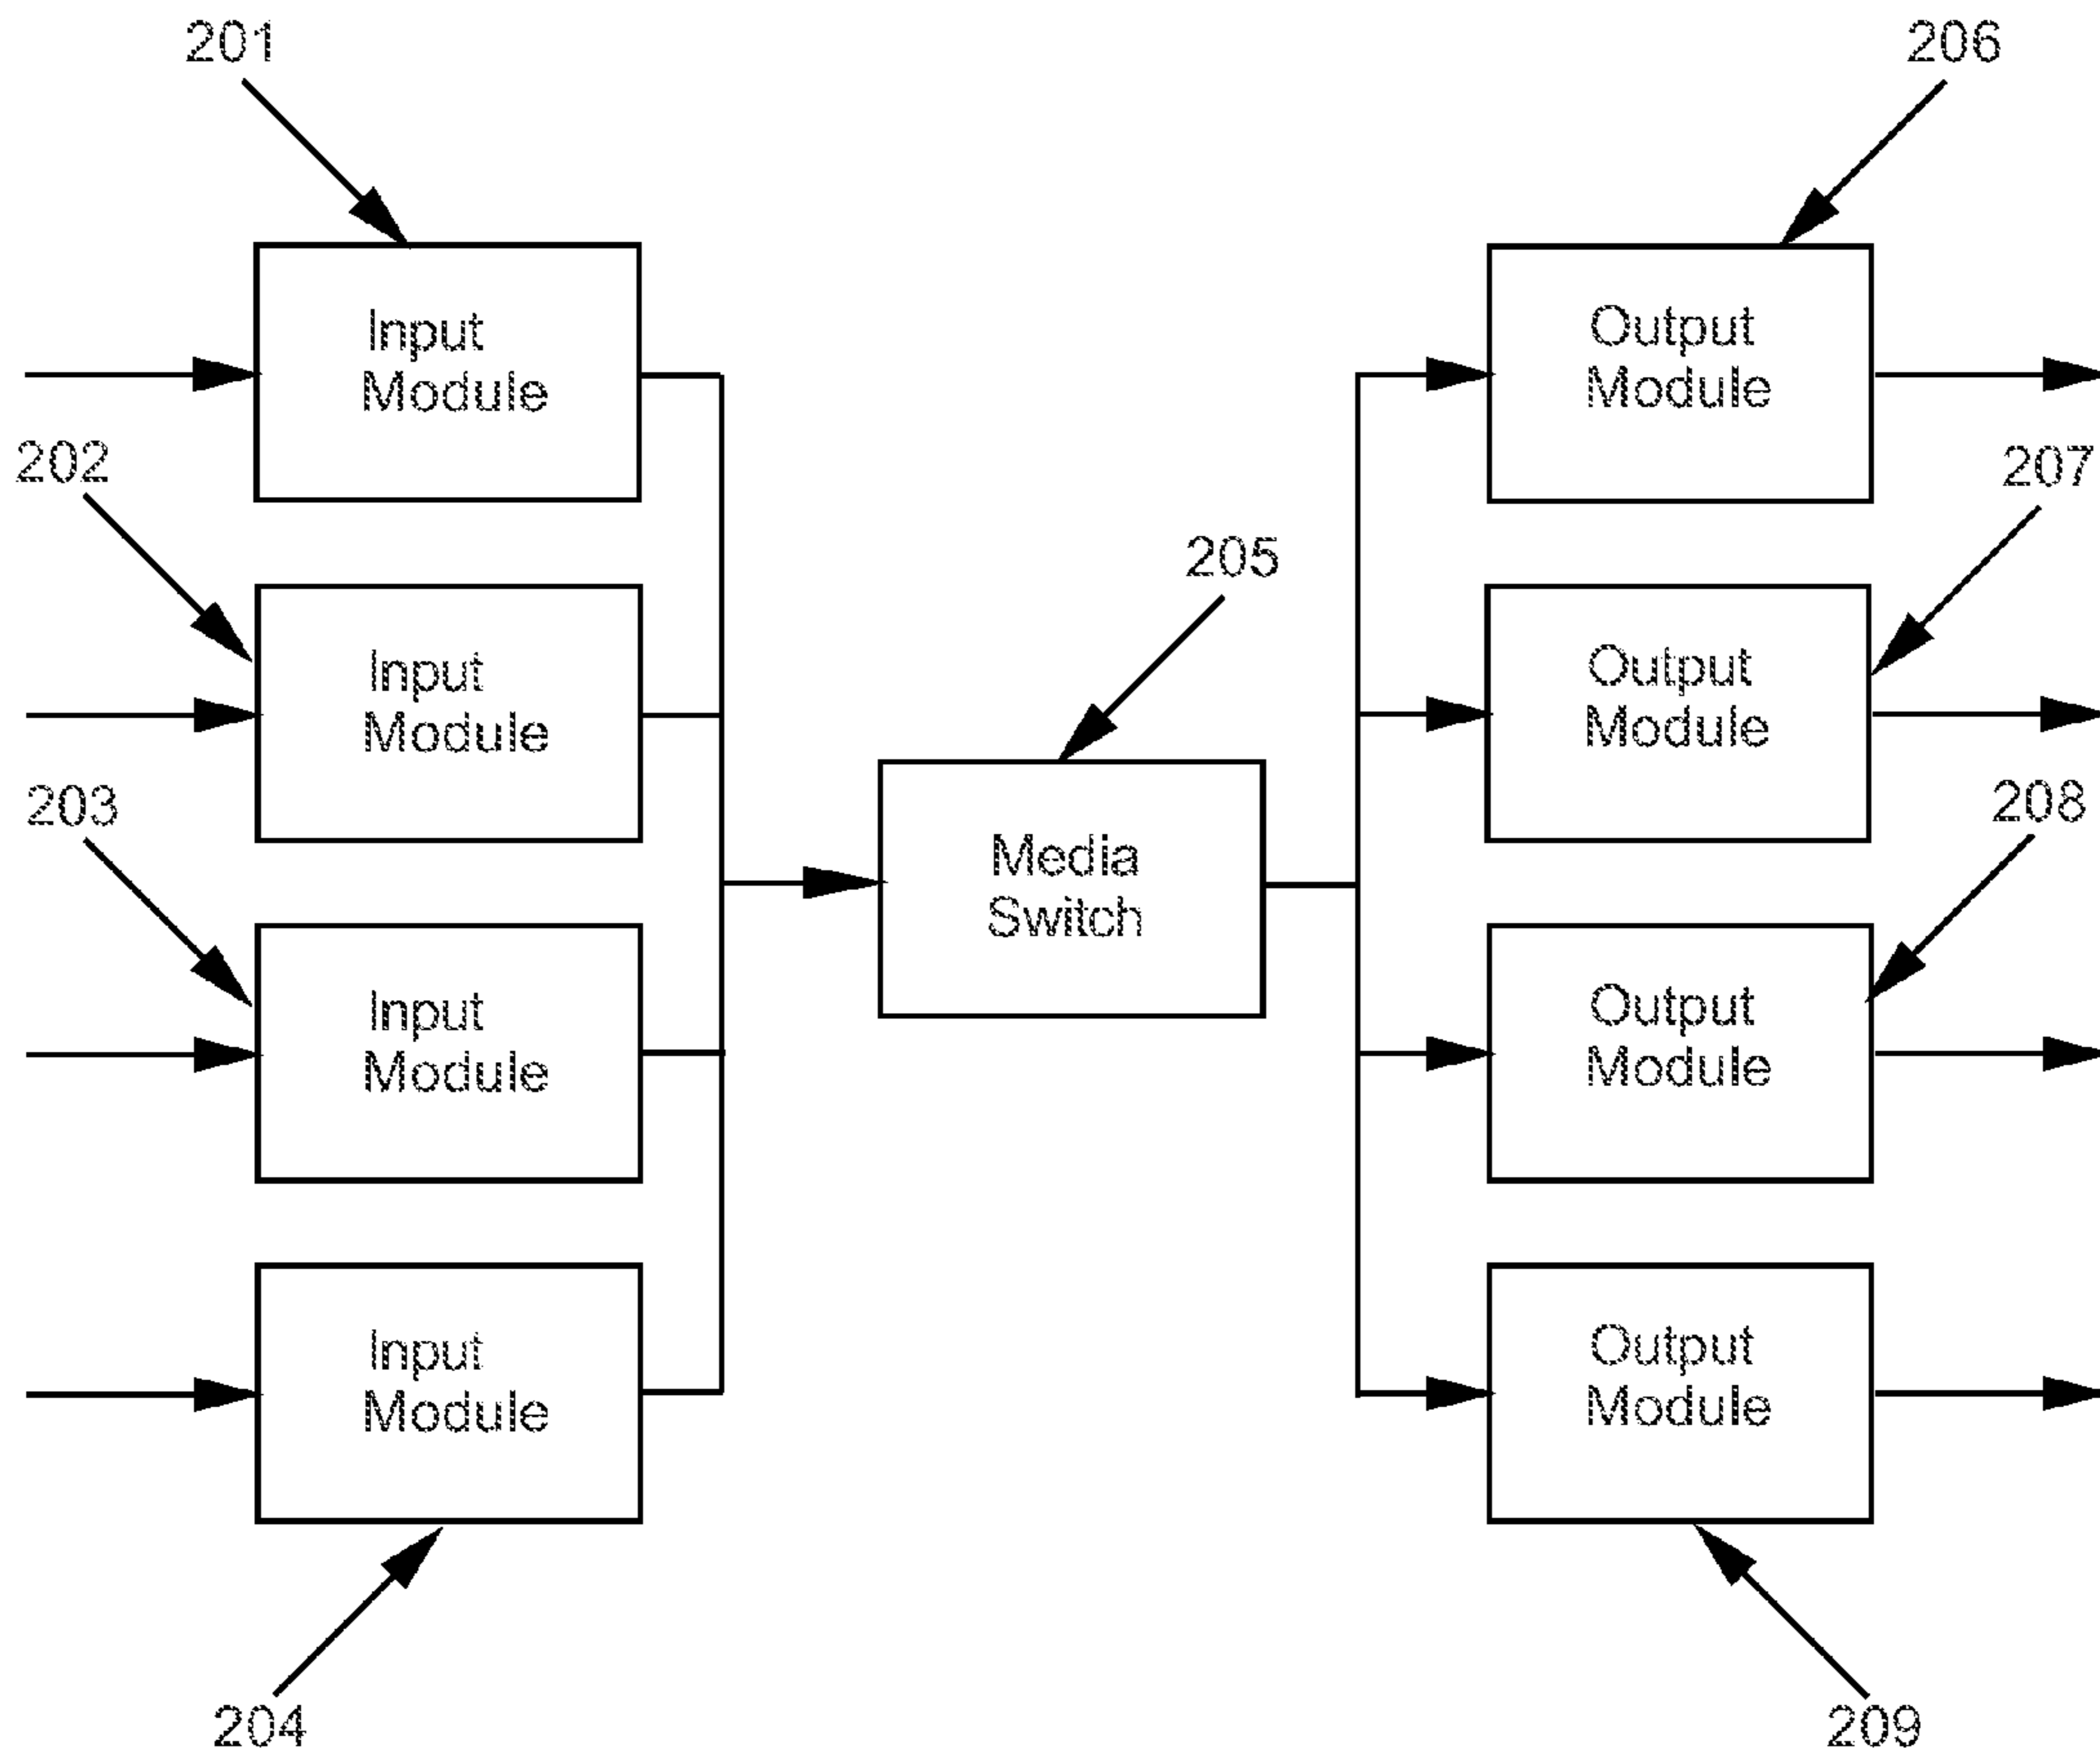 201
206
Input
Module
Output
Module
202
207
205
Input
Module
Output
Module
203
208
Media
Switch
Input
Module
Output
Module
Input
Module
Output
Module
204
209